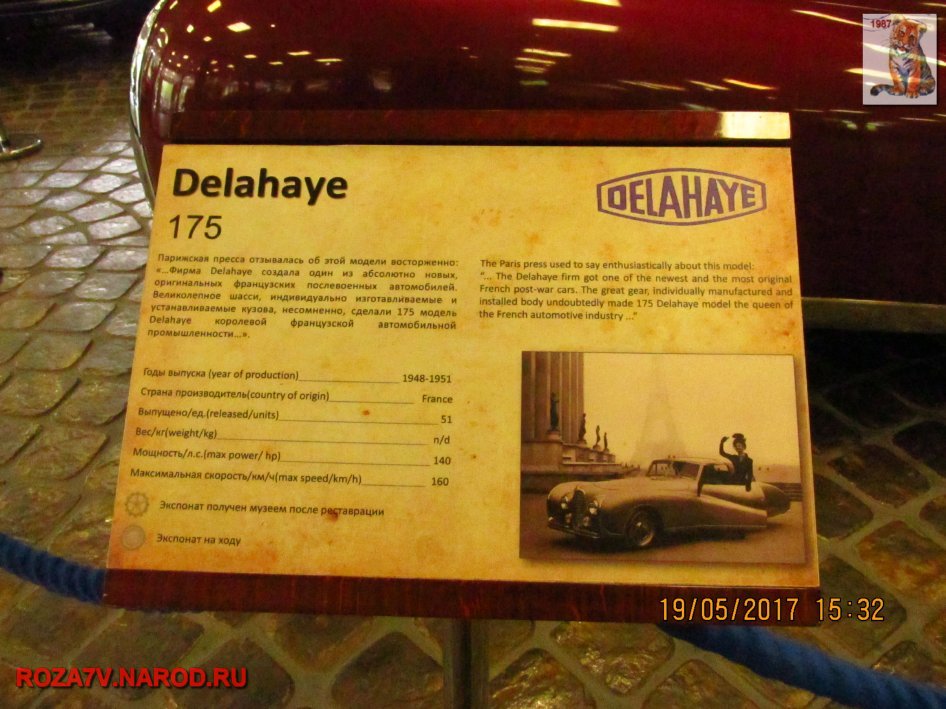 1987
Delahaye
175
DELAHAYE
Парижская пресса отзывалась об этой модели восторженно:
«...Фирма Delahaye создала один из абсолютно новых,
оригинальных французских послевоенных автомобилей.
Великолепное шасси, индивидуально изготавливаемые и
устанавливаемые кузова, несомненно, сделали 175 модель
Delahaye королевой французской автомобильной
промышленности...».
The Paris press used to say enthusiastically about this model:
"... The Delahaye firm got one of the newest and the most original
French post-war cars. The great gear, individually manufactured and
installed body undoubtedly made 175 Delahaye model the queen of
the French automotive industry ..."
Годы выпуска (year of production)____________________ 1948-1951
Страна производитель(country of origin)________________ France
Выпущено/ед.(released/units)________________________________ 51
Вес/кг(weight/kg)__________________________________________ n/d
Мощность/л.с.(max power/ hp)______________________________ 140
Максимальная скорость/км/ч(max speed/km/h)____________ 160
Экспонат получен музеем после реставрации
Экспонат на ходу
19/05/2017 15:32
ROZA7V.NAROD.RU